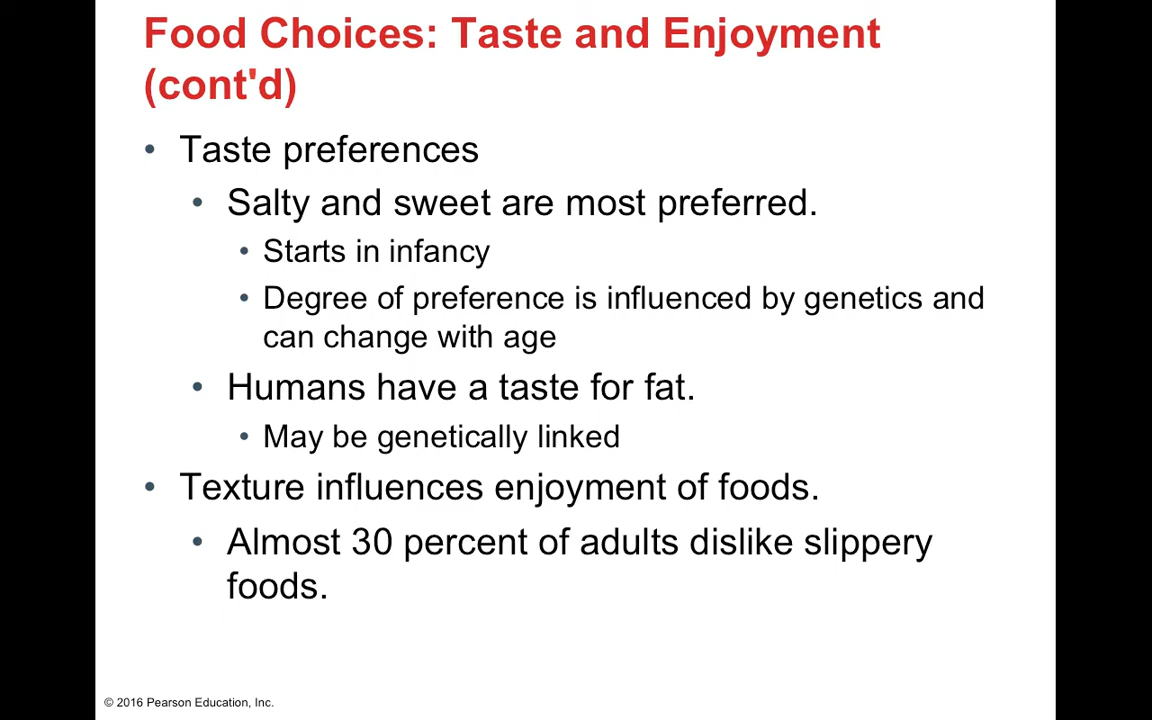 Food Choices: Taste and Enjoyment
(cont'd)
• Taste preferences
• Salty and sweet are most preferred.
• Starts in infancy
• Degree of preference is influenced by genetics and
can change with age
• Humans have a taste for fat.
• May be genetically linked
• Texture influences enjoyment of foods.
• Almost 30 percent of adults dislike slippery
foods.
© 2016 Pearson Education, Inc.